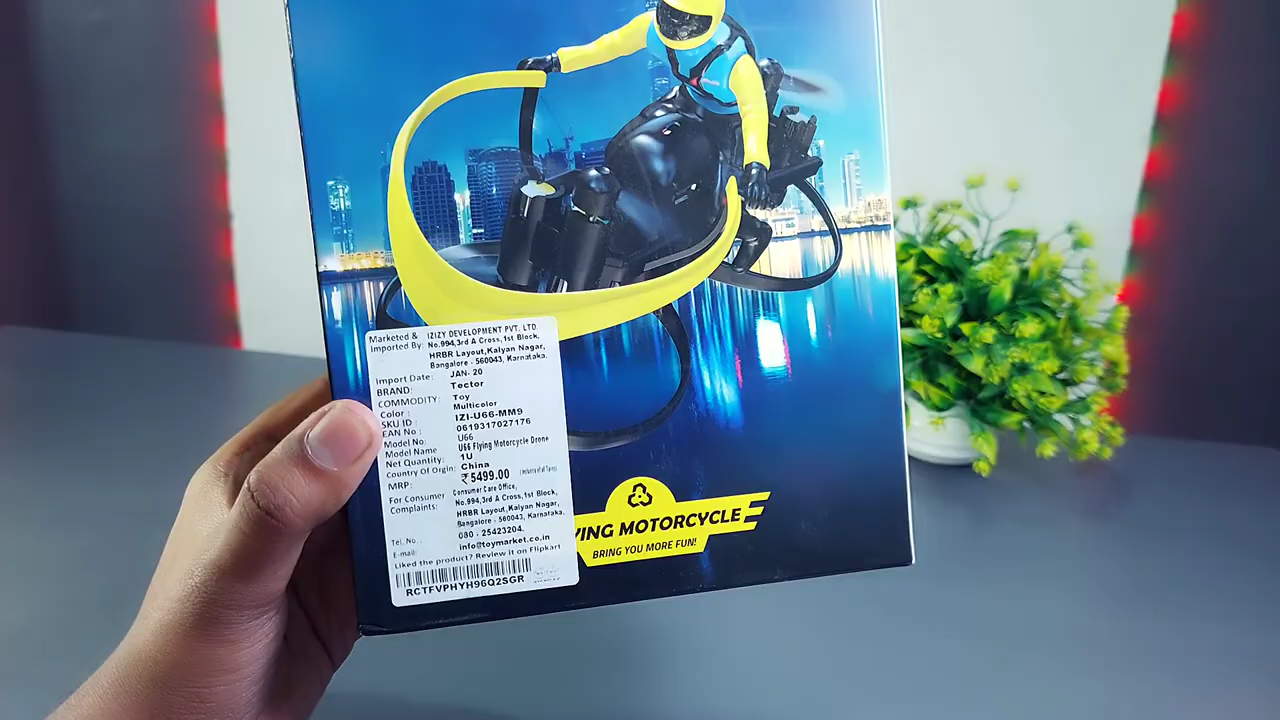 Marketed & Imported By: IZIZY DEVELOPMENT PVT. LTD.
No.994,3rd A Cross,1st Block,
HRBR Layout,Kalyan Nagar,
Bangalore - 560043, Karnataka.
Import Date: JAN- 20
BRAND: Tector
COMMODITY: Toy
Color : Multicolor
SKU ID : IZI-U66-MM9
EAN No : 0619317027176
Model No: U66
Model Name U66 Flying Motorcycle Drone
Net Quantity: 1U
Country Of Origin: China
MRP: ₹5499.00 (Inclusive of all Taxes)
For Consumer Complaints: Consumer Care Office,
No.994,3rd A Cross,1st Block,
HRBR Layout,Kalyan Nagar,
Bangalore - 560043, Karnataka.
Tel. No. 080 - 25423204.
E-mail: info@toymarket.co.in
Liked the product? Review it on Flipkart
RCTFVPHYH96Q2SGR
YING MOTORCYCLE
BRING YOU MORE FUN!